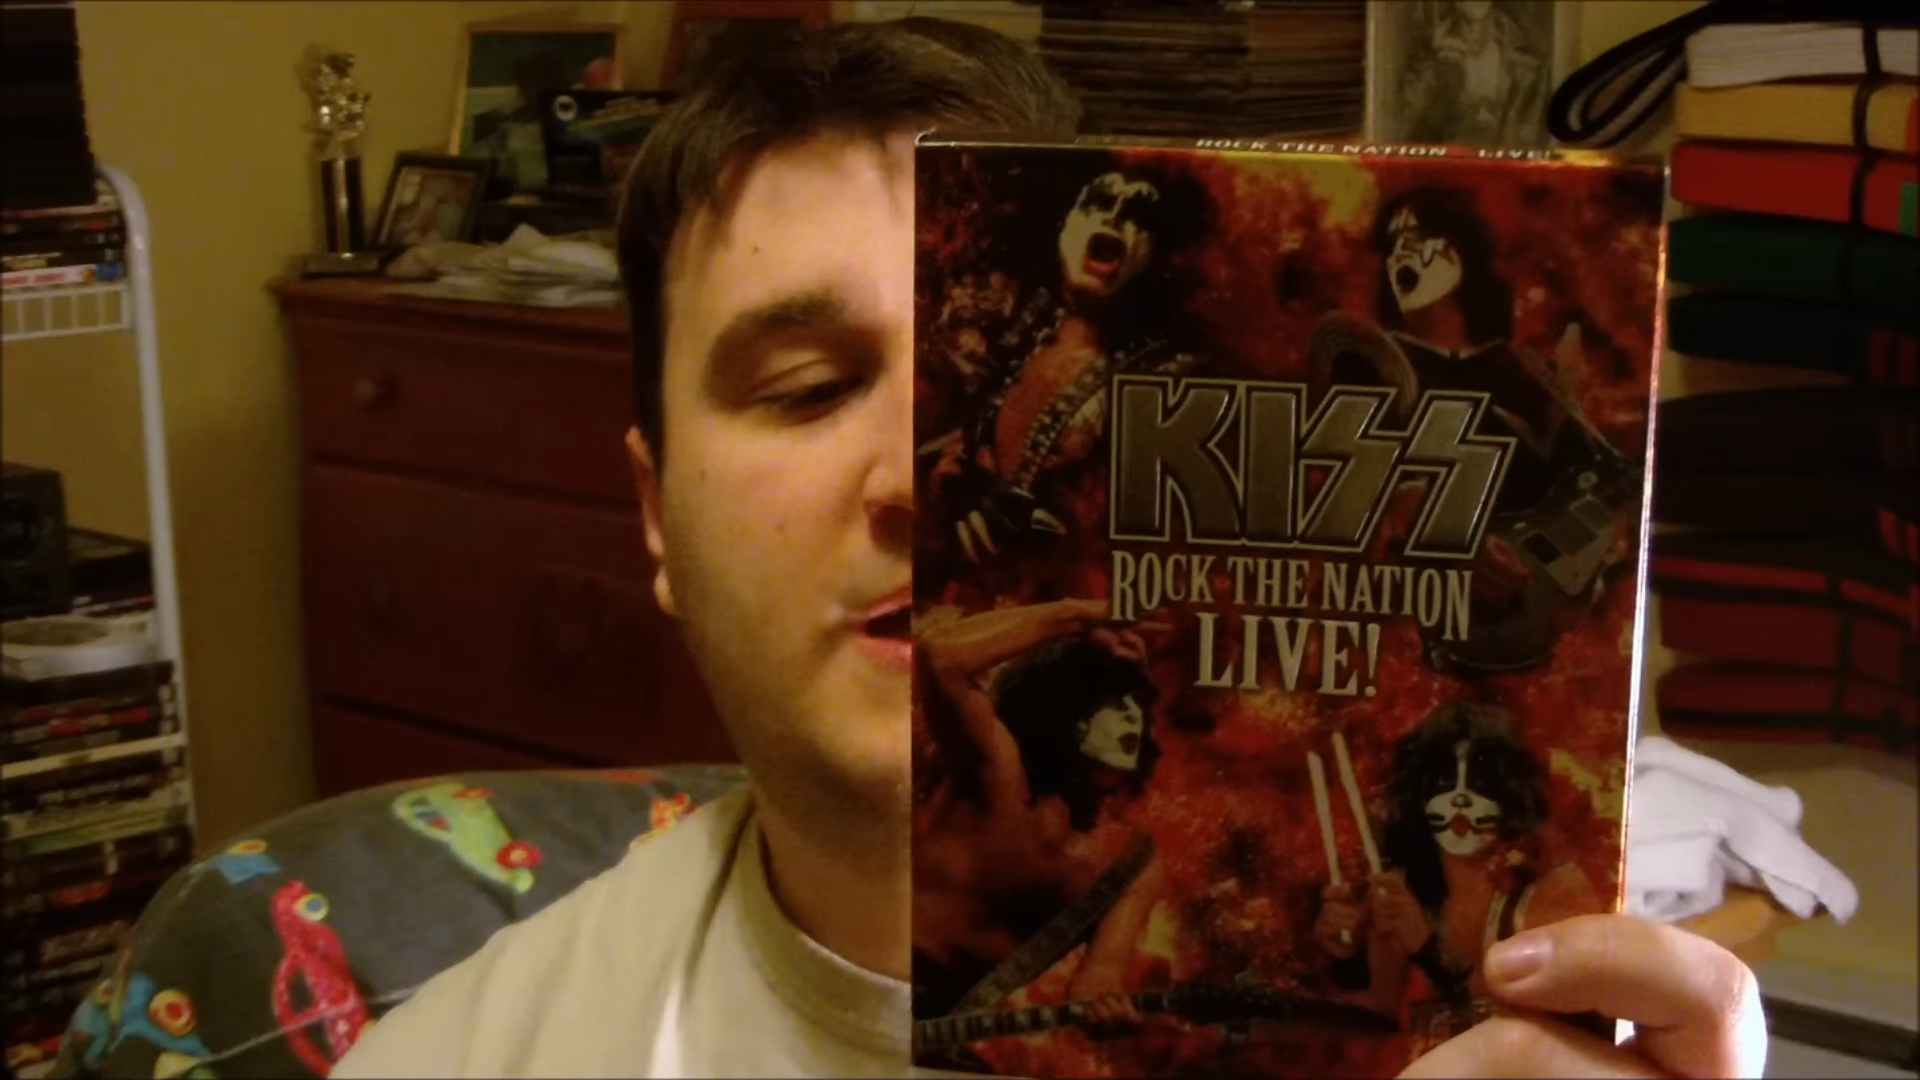 ROCK THE NATION LIVE!
KISS
ROCK THE NATION
LIVE!